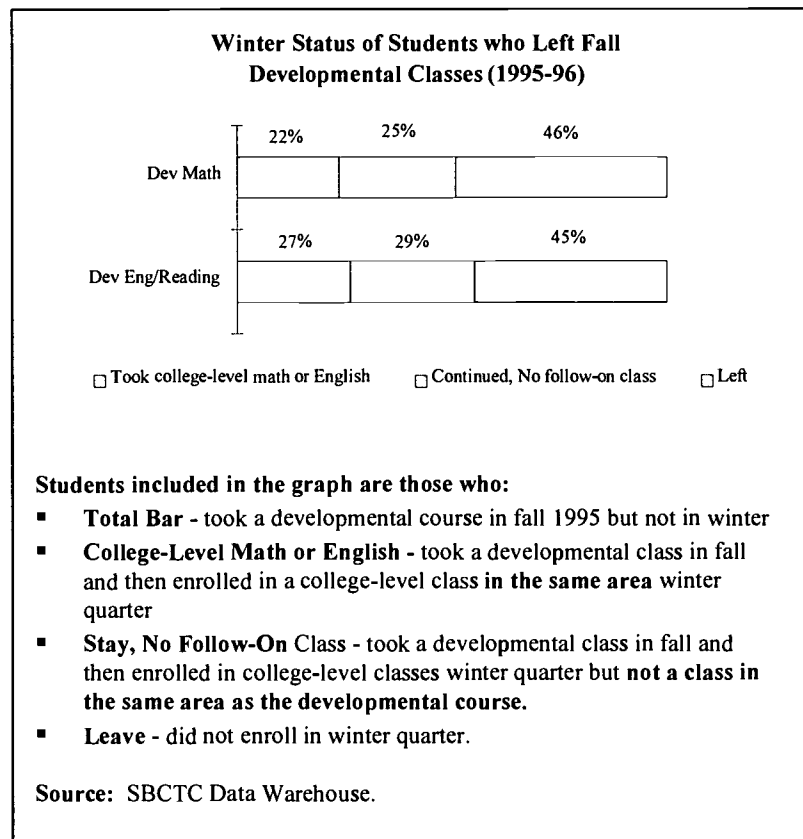 Winter Status of Students who Left Fall
Developmental Classes (1995-96)
22% 25% 46%
Dev Math
27% 29% 45%
Dev Eng/Reading
□ Took college-level math or English □ Continued, No follow-on class □ Left
Students included in the graph are those who:
▪ Total Bar - took a developmental course in fall 1995 but not in winter
▪ College-Level Math or English - took a developmental class in fall
and then enrolled in a college-level class in the same area winter
quarter
▪ Stay, No Follow-On Class - took a developmental class in fall and
then enrolled in college-level classes winter quarter but not a class in
the same area as the developmental course.
▪ Leave - did not enroll in winter quarter.
Source: SBCTC Data Warehouse.